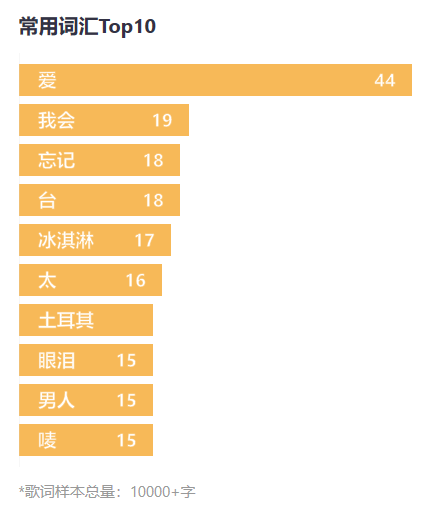 常用词汇Top10
爱 44
我会 19
忘记 18
台 18
冰淇淋 17
太 16
土耳其
眼泪 15
男人 15
唛 15
*歌词样本总量：10000+字